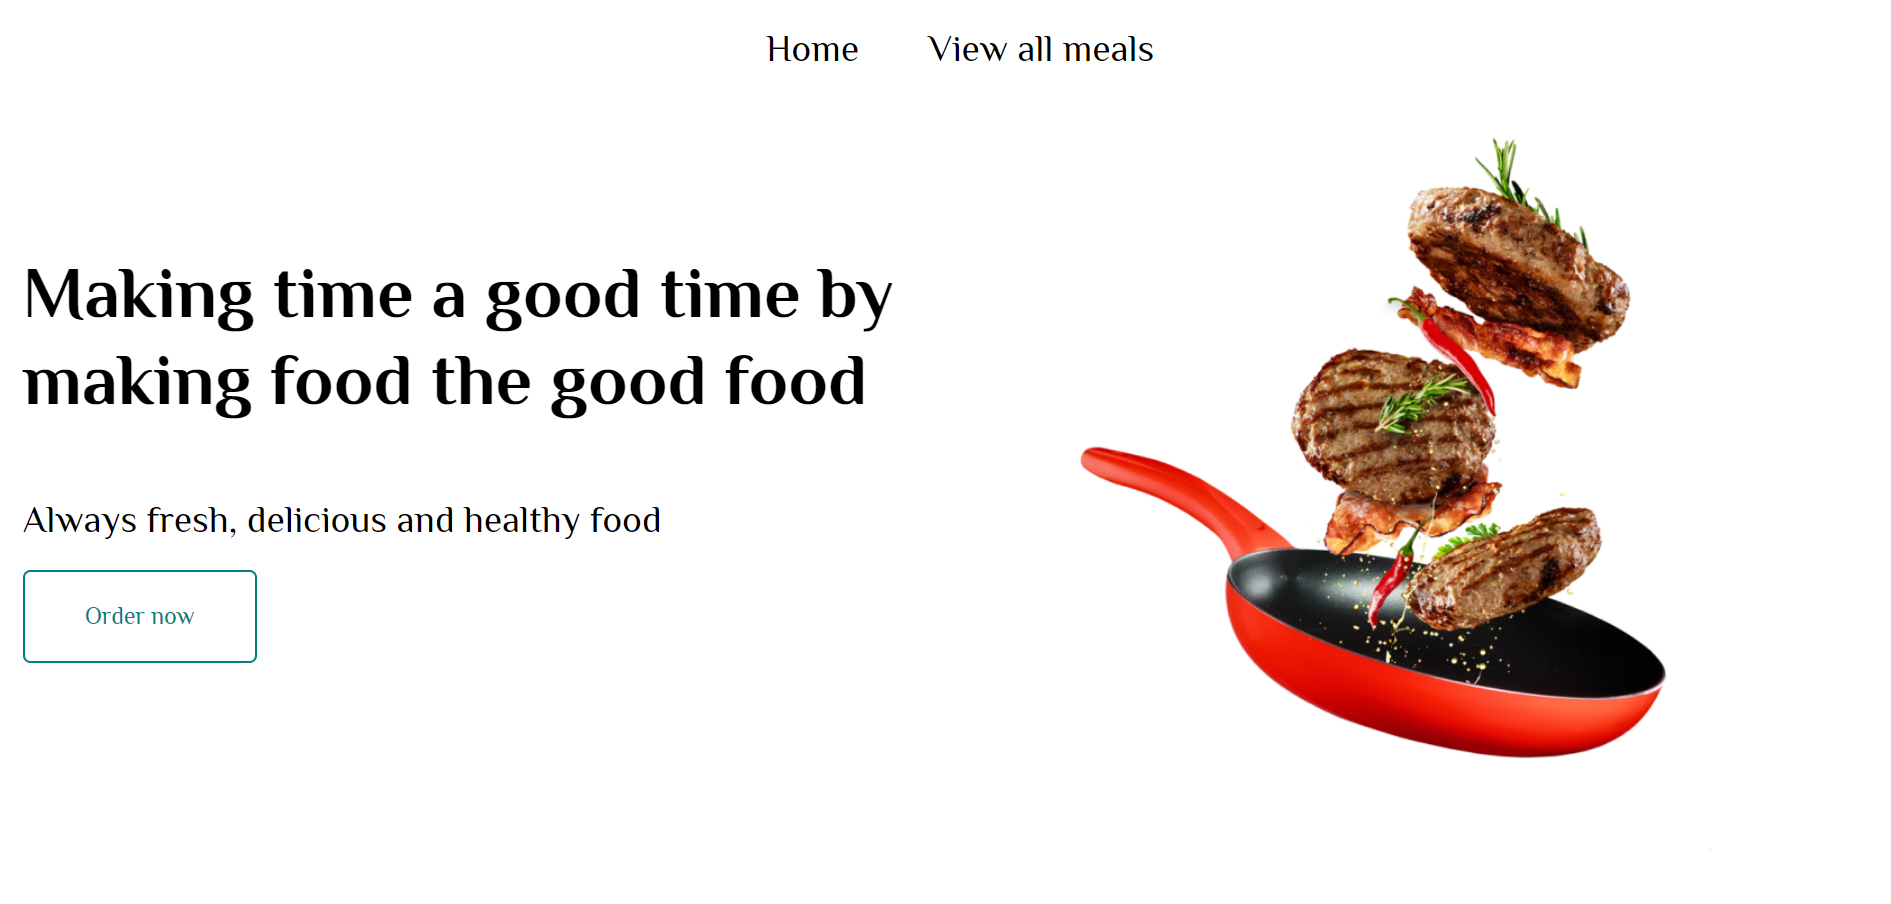 Home View all meals
Making time a good time by
making food the good food
Always fresh, delicious and healthy food
Order now